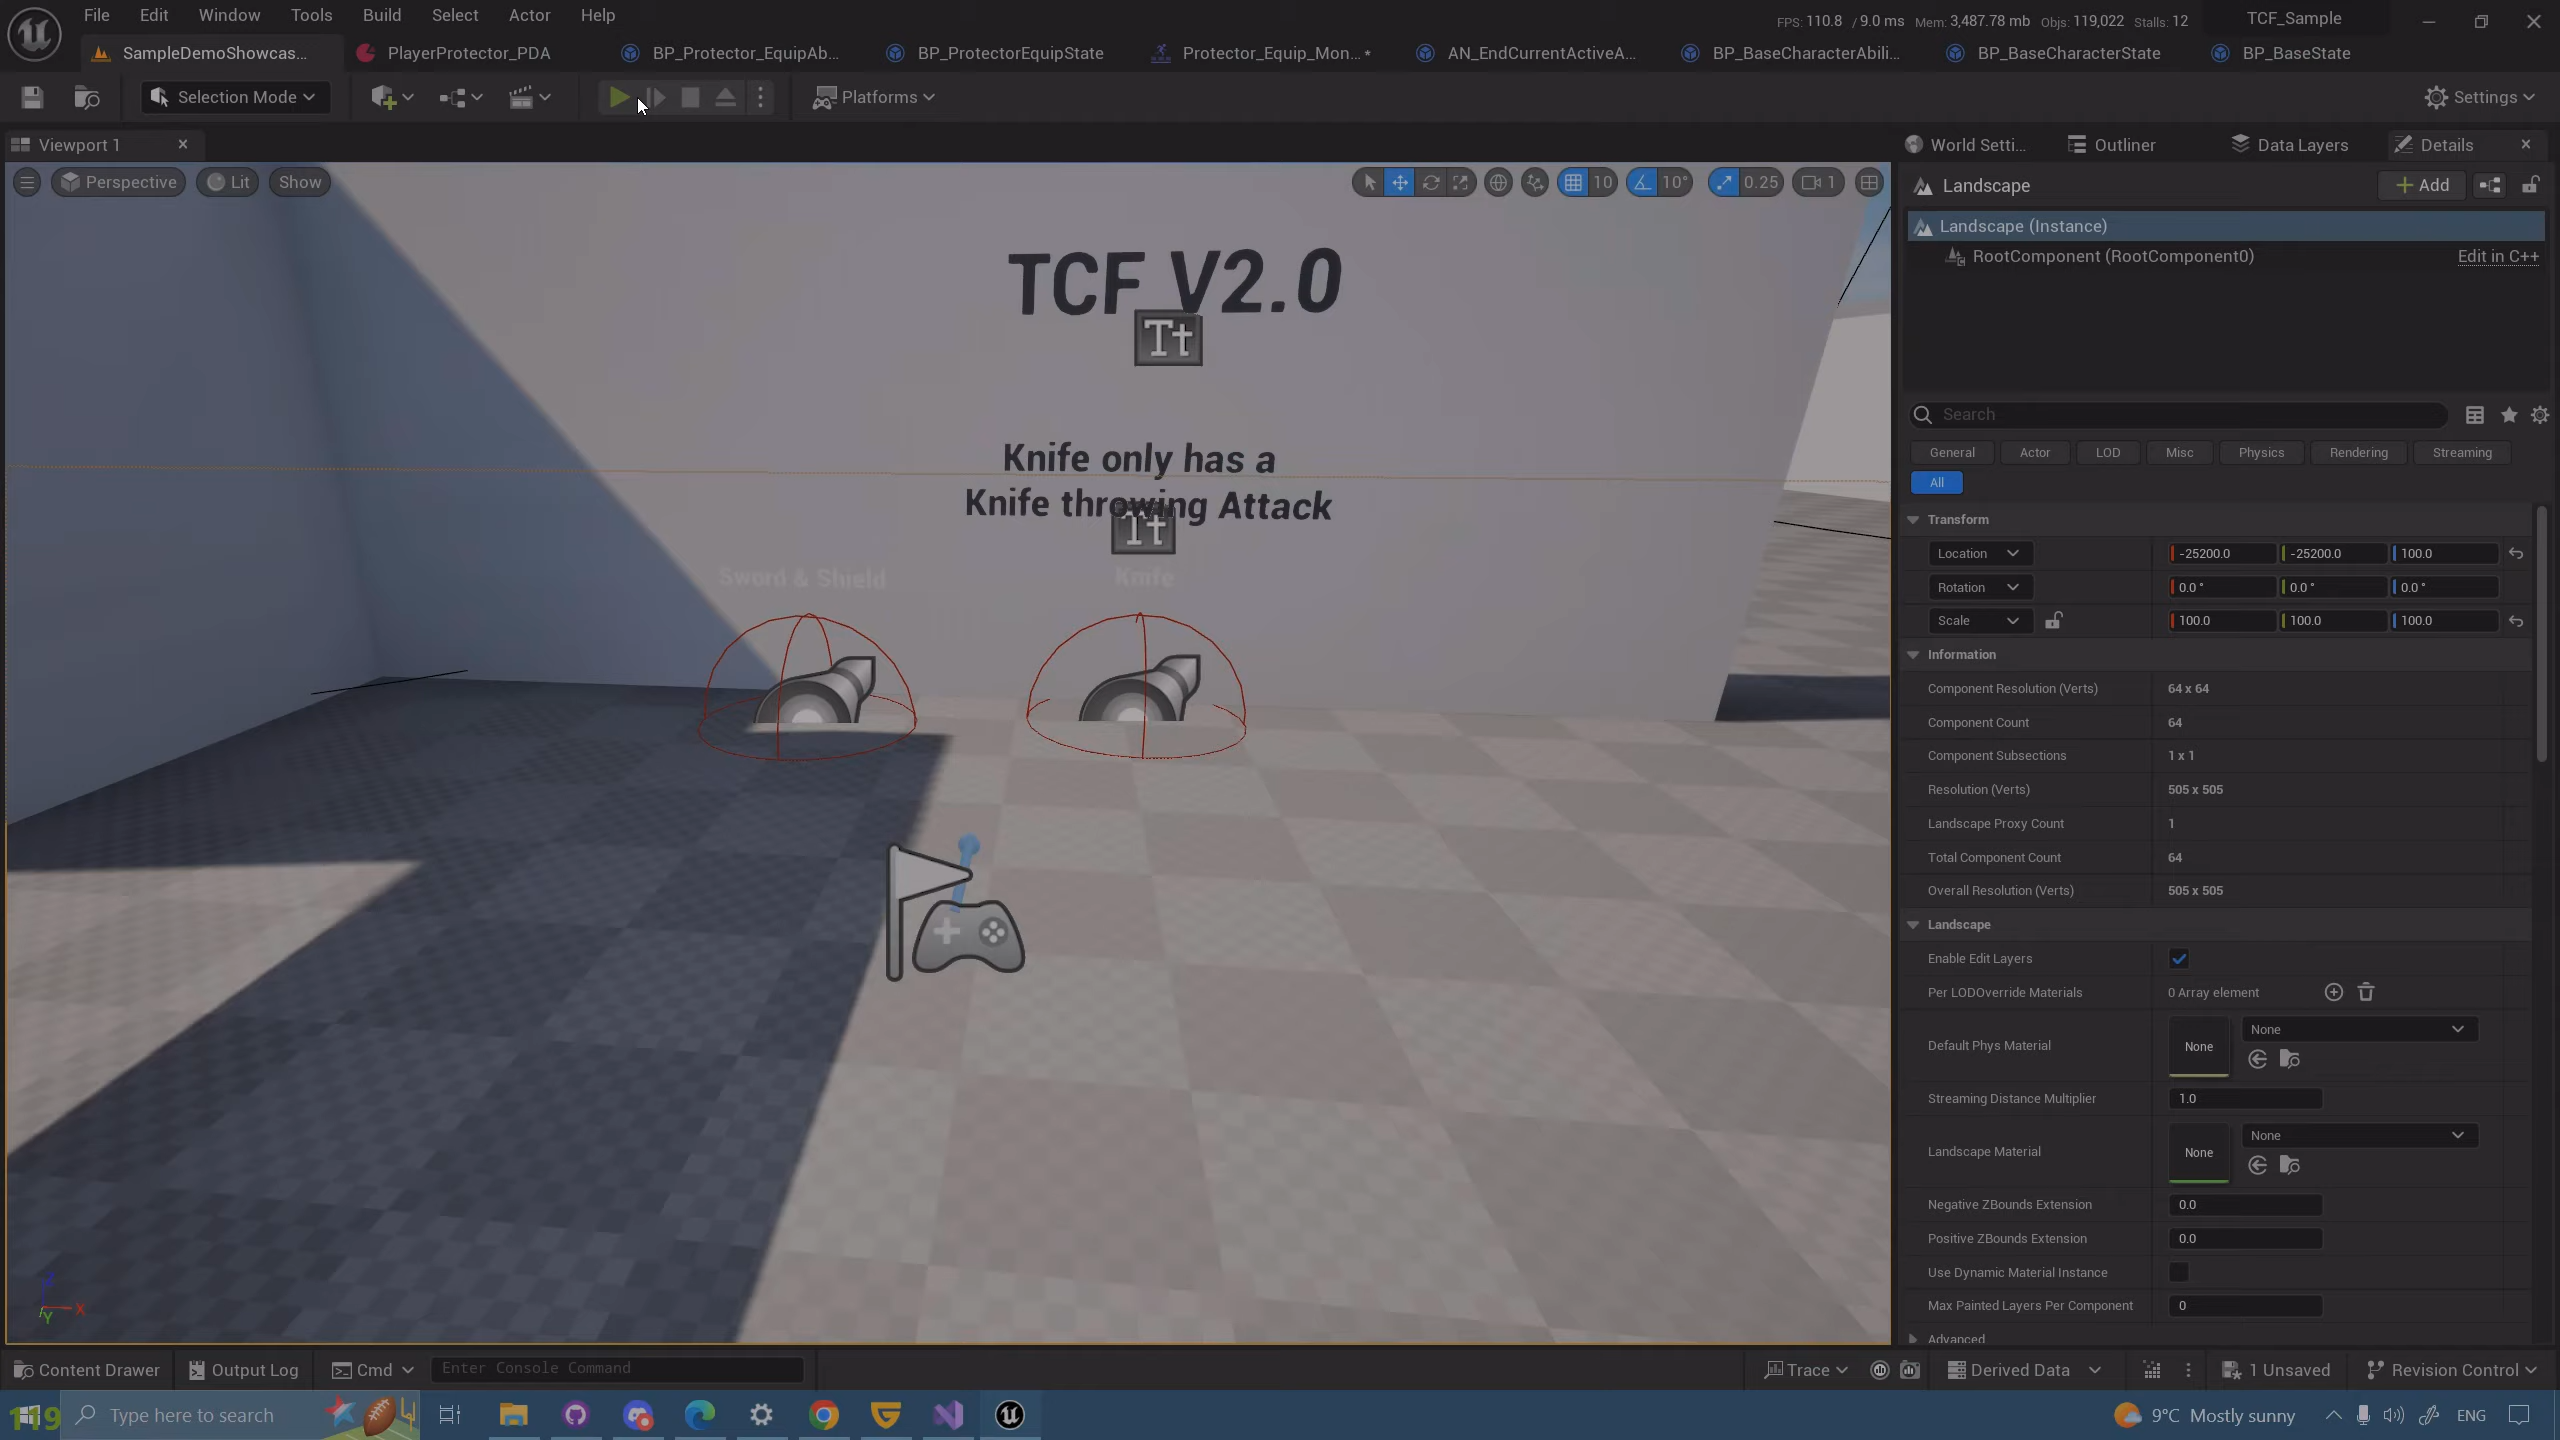 File Edit Window Tools Build Select Actor Help
FPS: 110.8 / 9.0 ms Mem: 3,487.78 mb Objs: 119,022 Stalls: 12
TCF_Sample
SampleDemoShowcas...
PlayerProtector_PDA
BP_Protector_EquipAb...
BP_ProtectorEquipState
Protector_Equip_Mon...*
AN_EndCurrentActiveA...
BP_BaseCharacterAbili...
BP_BaseCharacterState
BP_BaseState
Selection Mode
Platforms
Settings
Viewport 1
World Setti...
Outliner
Data Layers
Details
Perspective
Lit
Show
10
10°
0.25
1
Landscape
Add
Landscape (Instance)
RootComponent (RootComponent0)
Edit in C++
TCF V2.0
Tt
Knife only has a
Knife throwing Attack
Tt
Sword & Shield
Knife
Search
General Actor LOD Misc Physics Rendering Streaming
All
Transform
Location -25200.0 -25200.0 100.0
Rotation 0.0 ° 0.0 ° 0.0 °
Scale 100.0 100.0 100.0
Information
Component Resolution (Verts) 64 x 64
Component Count 64
Component Subsections 1 x 1
Resolution (Verts) 505 x 505
Landscape Proxy Count 1
Total Component Count 64
Overall Resolution (Verts) 505 x 505
Landscape
Enable Edit Layers
Per LODOverride Materials 0 Array element
Default Phys Material None None
Streaming Distance Multiplier 1.0
Landscape Material None None
Negative ZBounds Extension 0.0
Positive ZBounds Extension 0.0
Use Dynamic Material Instance
Max Painted Layers Per Component 0
Advanced
Z
X
Y
Content Drawer
Output Log
Cmd
Enter Console Command
Trace
Derived Data
1 Unsaved
Revision Control
119
Type here to search
9°C Mostly sunny
ENG